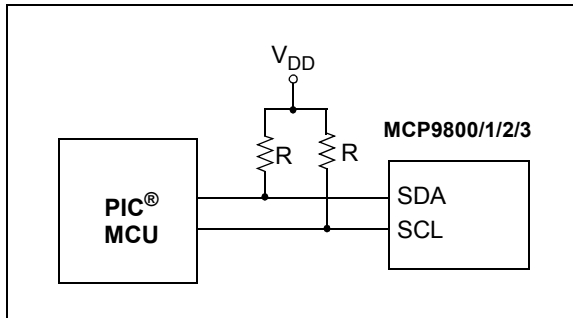 VDD
R
R
MCP9800/1/2/3
PIC®
MCU
SDA
SCL